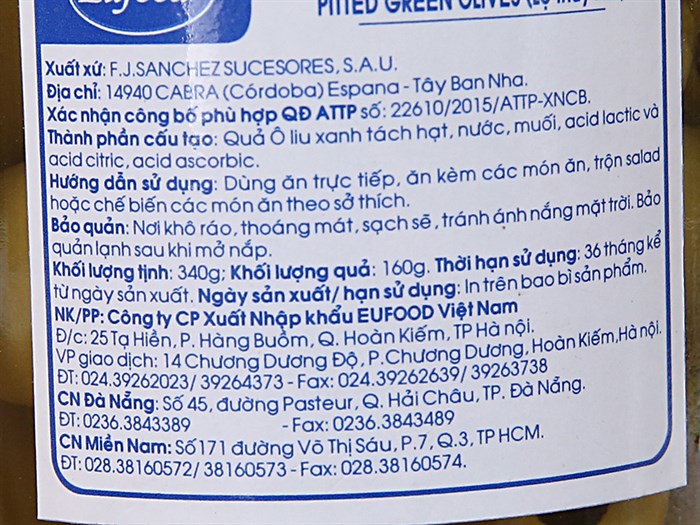 PITTED GREEN OLIVES
Xuất xứ: F.J.SANCHEZ SUCESORES, S.A.U.
Địa chỉ: 14940 CABRA (Córdoba) Espana - Tây Ban Nha.
Xác nhận công bố phù hợp QĐ ATTP số: 22610/2015/ATTP-XNCB.
Thành phần cấu tạo: Quả Ô liu xanh tách hạt, nước, muối, acid lactic và
acid citric, acid ascorbic.
Hướng dẫn sử dụng: Dùng ăn trực tiếp, ăn kèm các món ăn, trộn salad
hoặc chế biến các món ăn theo sở thích.
Bảo quản: Nơi khô ráo, thoáng mát, sạch sẽ, tránh ánh nắng mặt trời. Bảo
quản lạnh sau khi mở nắp.
Khối lượng tịnh: 340g; Khối lượng quả: 160g. Thời hạn sử dụng: 36 tháng kể
từ ngày sản xuất. Ngày sản xuất/ hạn sử dụng: In trên bao bì sản phẩm.
NK/PP: Công ty CP Xuất Nhập khẩu EUFOOD Việt Nam
Đ/c: 25 Tạ Hiền, P. Hàng Buồm, Q. Hoàn Kiếm, TP Hà nội.
VP giao dịch: 14 Chương Dương Độ, P.Chương Dương, Hoàn Kiếm,Hà nội.
ĐT: 024.39262023/ 39264373 - Fax: 024.39262639/ 39263738
CN Đà Nẵng: Số 45, đường Pasteur, Q. Hải Châu, TP. Đà Nẵng.
ĐT: 0236.3843389 - Fax: 0236.3843489
CN Miền Nam: Số 171 đường Võ Thị Sáu, P.7, Q.3, TP HCM.
ĐT: 028.38160572/ 38160573 - Fax: 028.38160574.